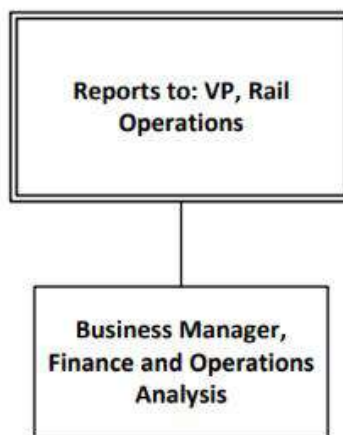 Reports to: VP, Rail
Operations
Business Manager,
Finance and Operations
Analysis